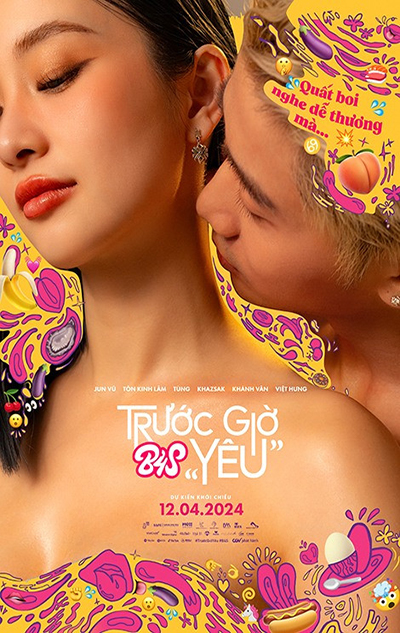 Quất boi
nghe dễ thương
mà...
JUN VŨ TÔN KINH LÂM TÙNG KHAZSAK KHÁNH VÂN VIỆT HƯNG
TRƯỚC GIỜ
B4S “YÊU”
DỰ KIẾN KHỞI CHIẾU
12.04.2024